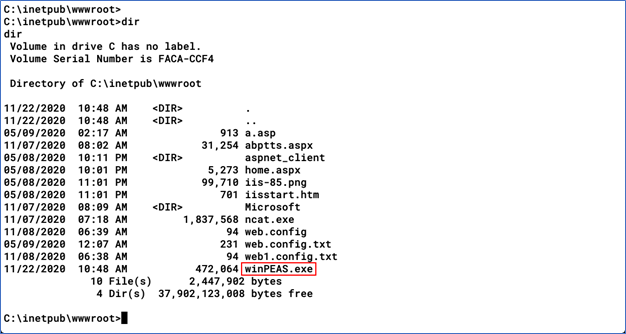 C:\inetpub\wwwroot>
C:\inetpub\wwwroot>dir
dir
 Volume in drive C has no label.
 Volume Serial Number is FACA-CCF4

 Directory of C:\inetpub\wwwroot

11/22/2020  10:48 AM    <DIR>          .
11/22/2020  10:48 AM    <DIR>          ..
05/09/2020  02:17 AM               913 a.asp
11/07/2020  08:02 AM            31,254 abptts.aspx
05/08/2020  10:11 PM    <DIR>          aspnet_client
05/08/2020  10:01 PM             5,273 home.aspx
05/08/2020  11:01 PM            99,710 iis-85.png
05/08/2020  11:01 PM               701 iisstart.htm
11/07/2020  08:09 AM    <DIR>          Microsoft
11/07/2020  07:18 AM         1,837,568 ncat.exe
11/08/2020  06:39 AM                94 web.config
05/09/2020  12:07 AM               231 web.config.txt
11/08/2020  06:38 AM                94 web1.config.txt
11/22/2020  10:48 AM           472,064 winPEAS.exe
              10 File(s)      2,447,902 bytes
               4 Dir(s)  37,902,123,008 bytes free

C:\inetpub\wwwroot>